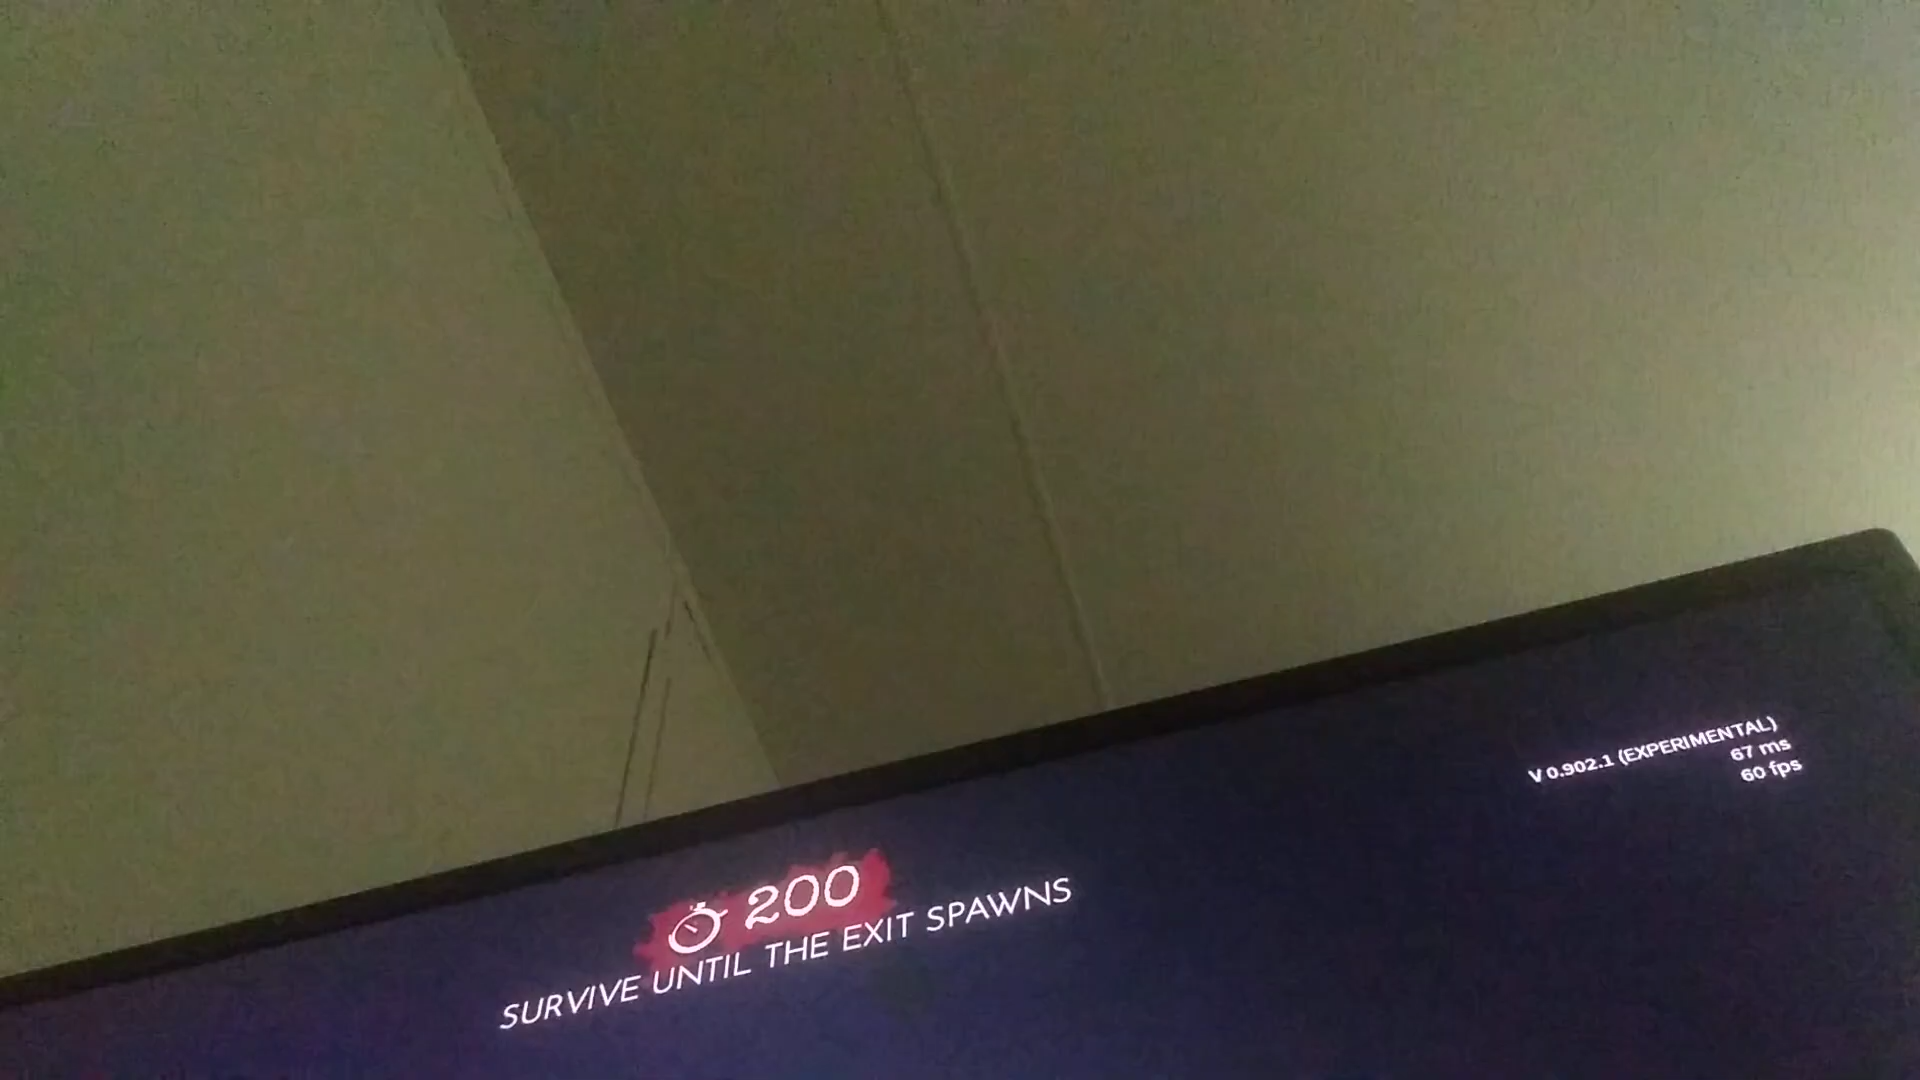 V 0.902.1 (EXPERIMENTAL)
67 ms
60 fps
200
SURVIVE UNTIL THE EXIT SPAWNS